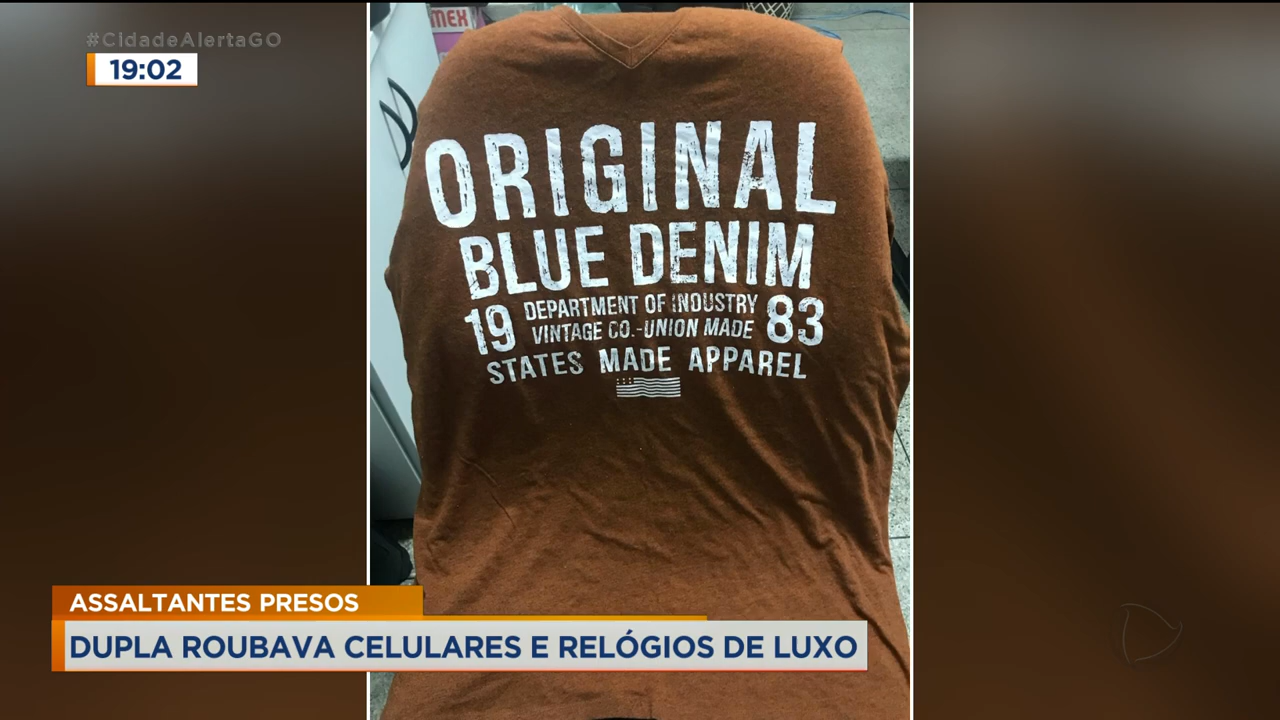 #CidadeAlertaGO
19:02
MEX
ORIGINAL
BLUE DENIM
19 DEPARTMENT OF INDUSTRY 83
VINTAGE CO.-UNION MADE
STATES MADE APPAREL
ASSALTANTES PRESOS
DUPLA ROUBAVA CELULARES E RELÓGIOS DE LUXO